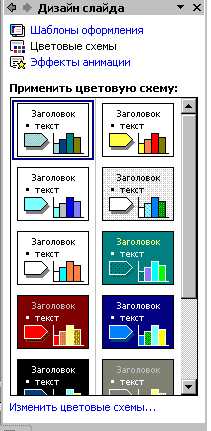 Дизайн слайда
Шаблоны оформления
Цветовые схемы
Эффекты анимации
Применить цветовую схему:
Заголовок
текст
Заголовок
текст
Заголовок
текст
Заголовок
текст
Заголовок
текст
Заголовок
текст
Заголовок
текст
Заголовок
текст
Заголовок
текст
Заголовок
текст
Изменить цветовые схемы...